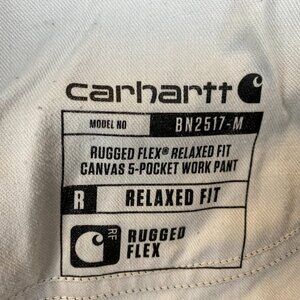 carhartt
MODEL NO BN2517-M
RUGGED FLEX® RELAXED FIT
CANVAS 5-POCKET WORK PANT
R RELAXED FIT
RF RUGGED
FLEX